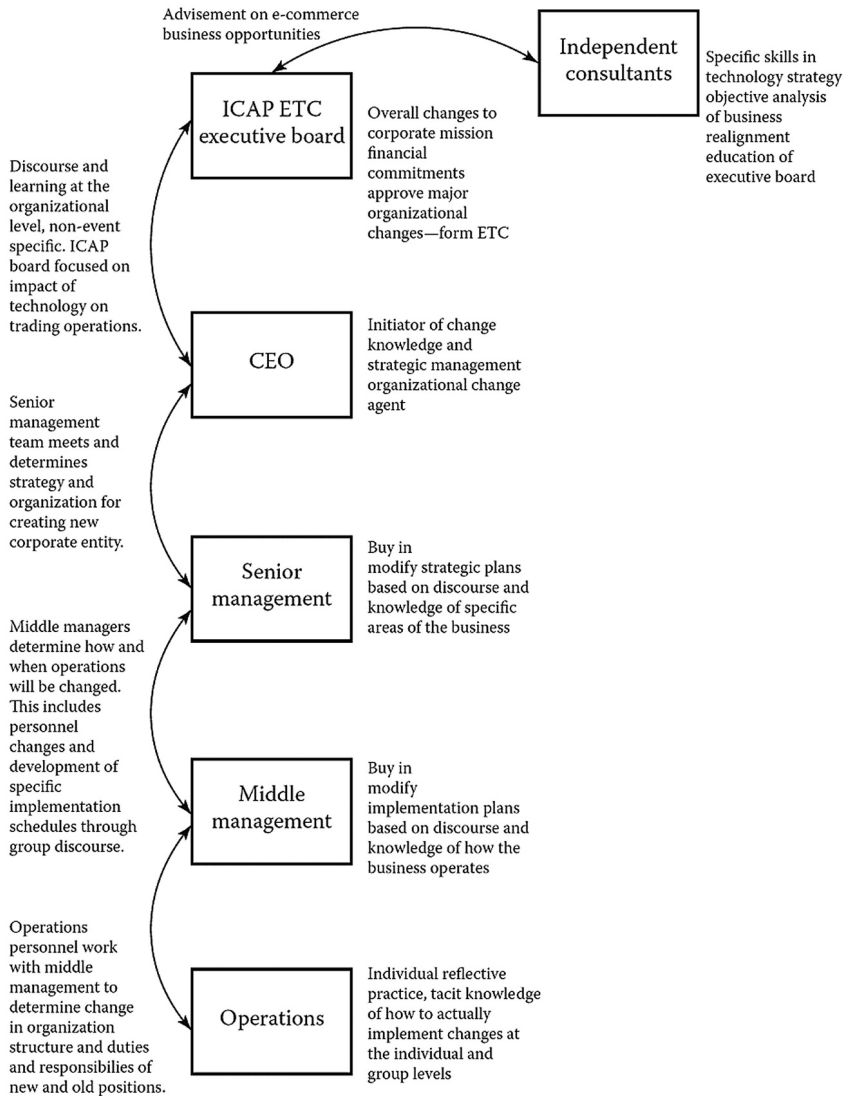 Advisement on e-commerce
business opportunities
Independent
consultants
Specific skills in
technology strategy
objective analysis
of business
realignment
education of
executive board
ICAP ETC
executive board
Overall changes to
corporate mission
financial
commitments
approve major
organizational
changes—form ETC
Discourse and
learning at the
organizational
level, non-event
specific. ICAP
board focused on
impact of
technology on
trading operations.
CEO
Initiator of change
knowledge and
strategic management
organizational change
agent
Senior
management
team meets and
determines
strategy and
organization for
creating new
corporate entity.
Senior
management
Buy in
modify strategic plans
based on discourse and
knowledge of specific
areas of the business
Middle managers
determine how and
when operations
will be changed.
This includes
personnel
changes and
development of
specific
implementation
schedules through
group discourse.
Middle
management
Buy in
modify
implementation plans
based on discourse and
knowledge of how the
business operates
Operations
personnel work
with middle
management to
determine change
in organization
structure and duties
and responsibilies of
new and old positions.
Operations
Individual reflective
practice, tacit knowledge
of how to actually
implement changes at
the individual and
group levels